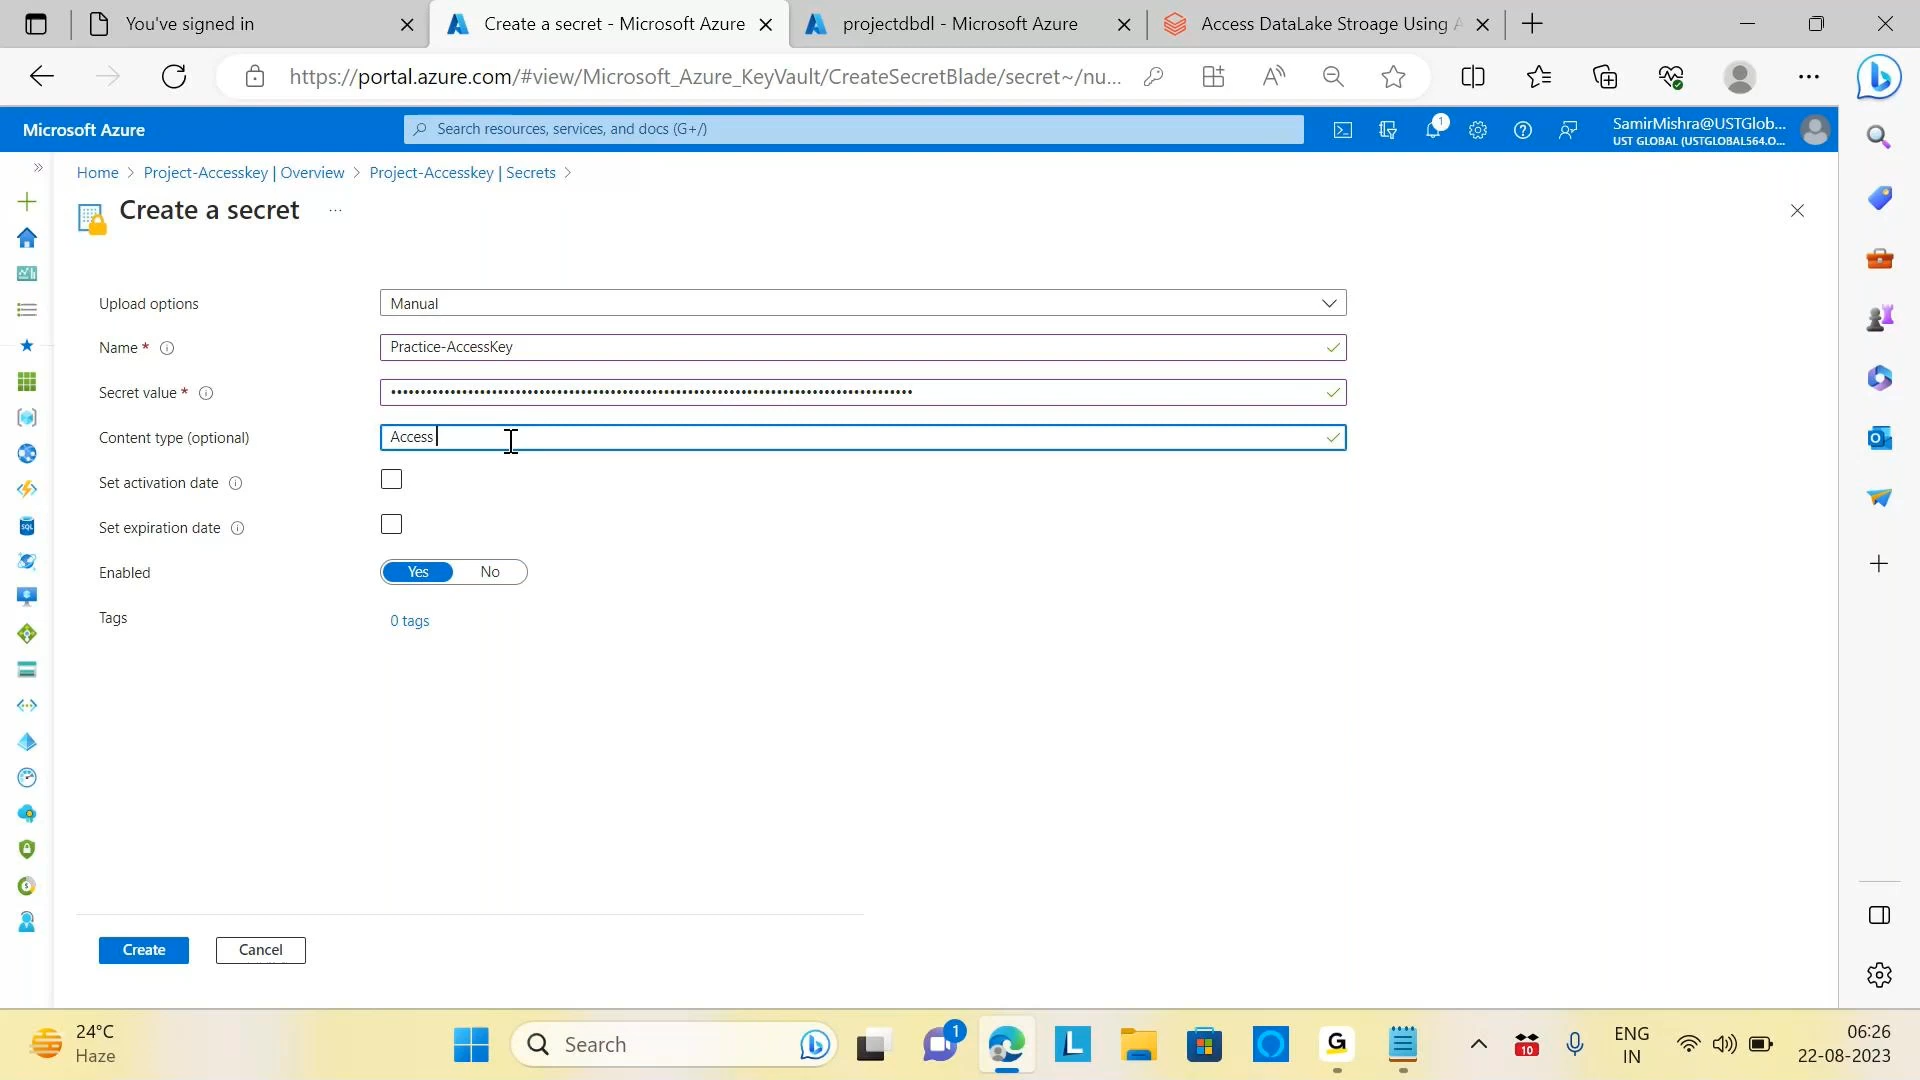 You've signed in
Create a secret - Microsoft Azure
projectdbdl - Microsoft Azure
Access DataLake Stroage Using A
https://portal.azure.com/#view/Microsoft_Azure_KeyVault/CreateSecretBlade/secret~/nu...
Microsoft Azure
Search resources, services, and docs (G+/)
1
SamirMishra@USTGlob...
UST GLOBAL (USTGLOBAL564.O...
Home > Project-Accesskey | Overview > Project-Accesskey | Secrets >
Create a secret ...
Upload options
Manual
Name *
Practice-AccessKey
Secret value *
Content type (optional)
Access
Set activation date
Set expiration date
Enabled
Yes No
Tags
0 tags
Create
Cancel
24°C
Haze
Search
1
L
G
10
ENG
IN
06:26
22-08-2023